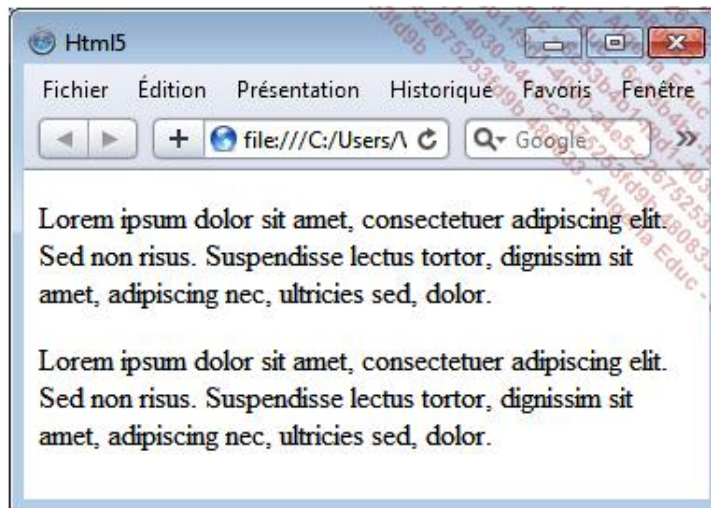 Html5
Fichier Édition Présentation Historique Favoris Fenêtre
file:///C:/Users/\ Google
Lorem ipsum dolor sit amet, consectetuer adipiscing elit.
Sed non risus. Suspendisse lectus tortor, dignissim sit
amet, adipiscing nec, ultricies sed, dolor.
Lorem ipsum dolor sit amet, consectetuer adipiscing elit.
Sed non risus. Suspendisse lectus tortor, dignissim sit
amet, adipiscing nec, ultricies sed, dolor.